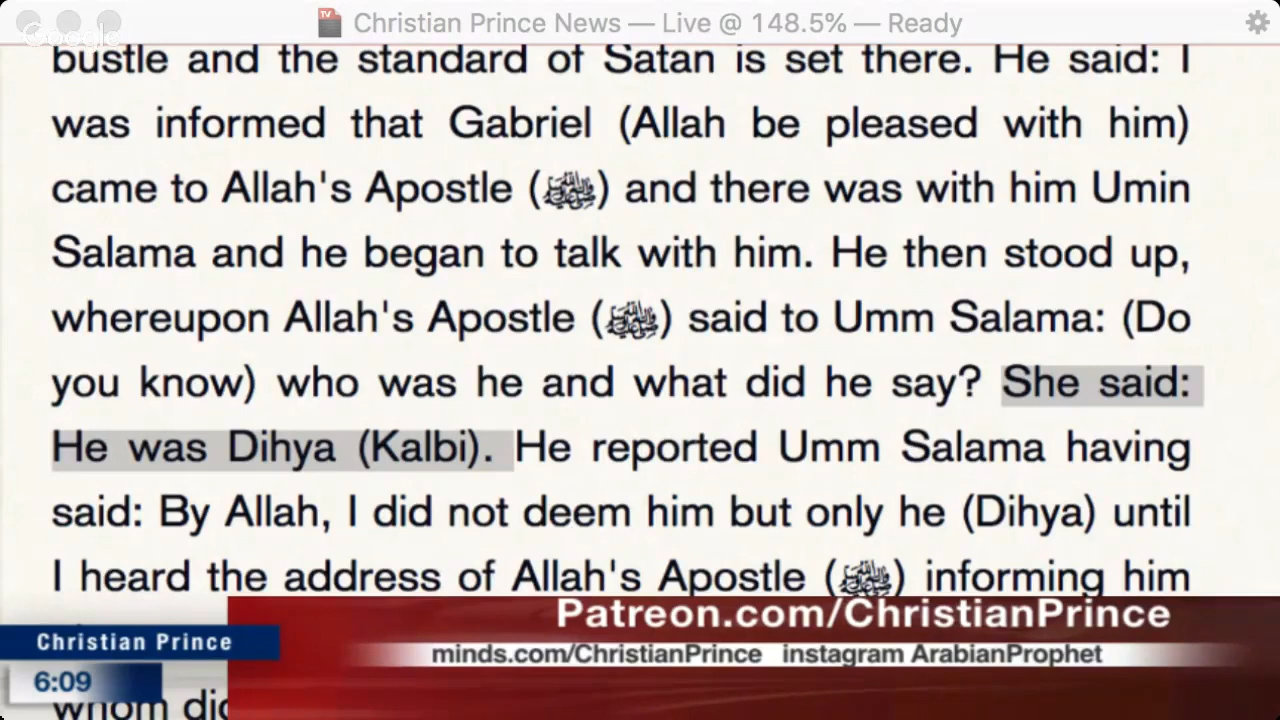 Christian Prince News — Live @ 148.5% — Ready
Google
TV
bustle and the standard of Satan is set there. He said: I
was informed that Gabriel (Allah be pleased with him)
came to Allah's Apostle (ﷺ) and there was with him Umin
Salama and he began to talk with him. He then stood up,
whereupon Allah's Apostle (ﷺ) said to Umm Salama: (Do
you know) who was he and what did he say? She said:
He was Dihya (Kalbi). He reported Umm Salama having
said: By Allah, I did not deem him but only he (Dihya) until
I heard the address of Allah's Apostle (ﷺ) informing him
Patreon.com/ChristianPrince
Christian Prince
minds.com/ChristianPrince instagram ArabianProphet
6:09
whom